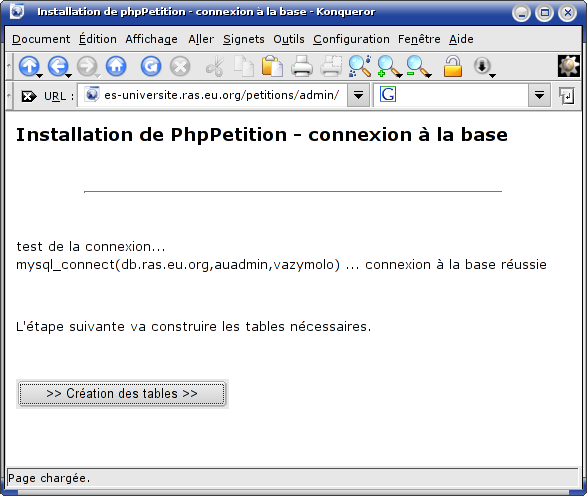 Installation de phpPetition - connexion à la base - Konqueror
Document Édition Affichage Aller Signets Outils Configuration Fenêtre Aide
G
URL : es-universite.ras.eu.org/petitions/admin/ G
Installation de PhpPetition - connexion à la base
test de la connexion...
mysql_connect(db.ras.eu.org,auadmin,vazymolo) ... connexion à la base réussie
L'étape suivante va construire les tables nécessaires.
>> Création des tables >>
Page chargée.